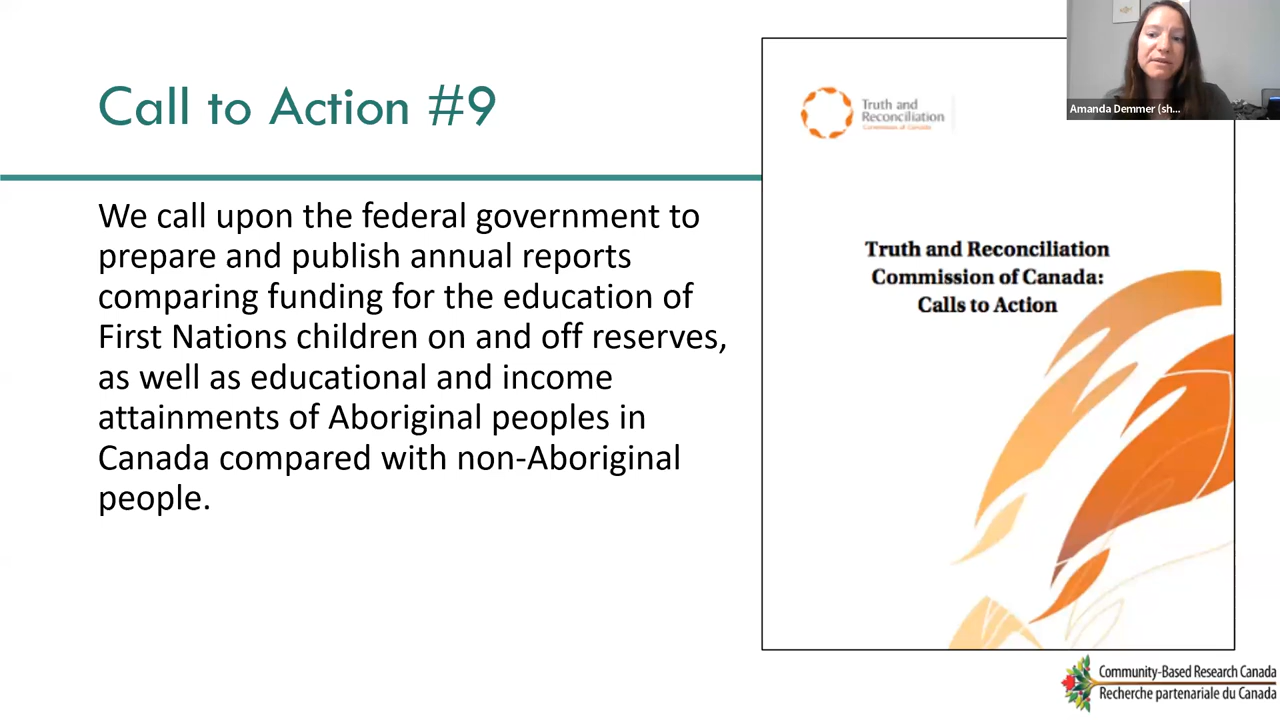 Call to Action #9
We call upon the federal government to
prepare and publish annual reports
comparing funding for the education of
First Nations children on and off reserves,
as well as educational and income
attainments of Aboriginal peoples in
Canada compared with non-Aboriginal
people.
Truth and
Reconciliation
Commission of Canada
Truth and Reconciliation
Commission of Canada:
Calls to Action
Amanda Demmer (sh...
Community-Based Research Canada
Recherche partenariale du Canada